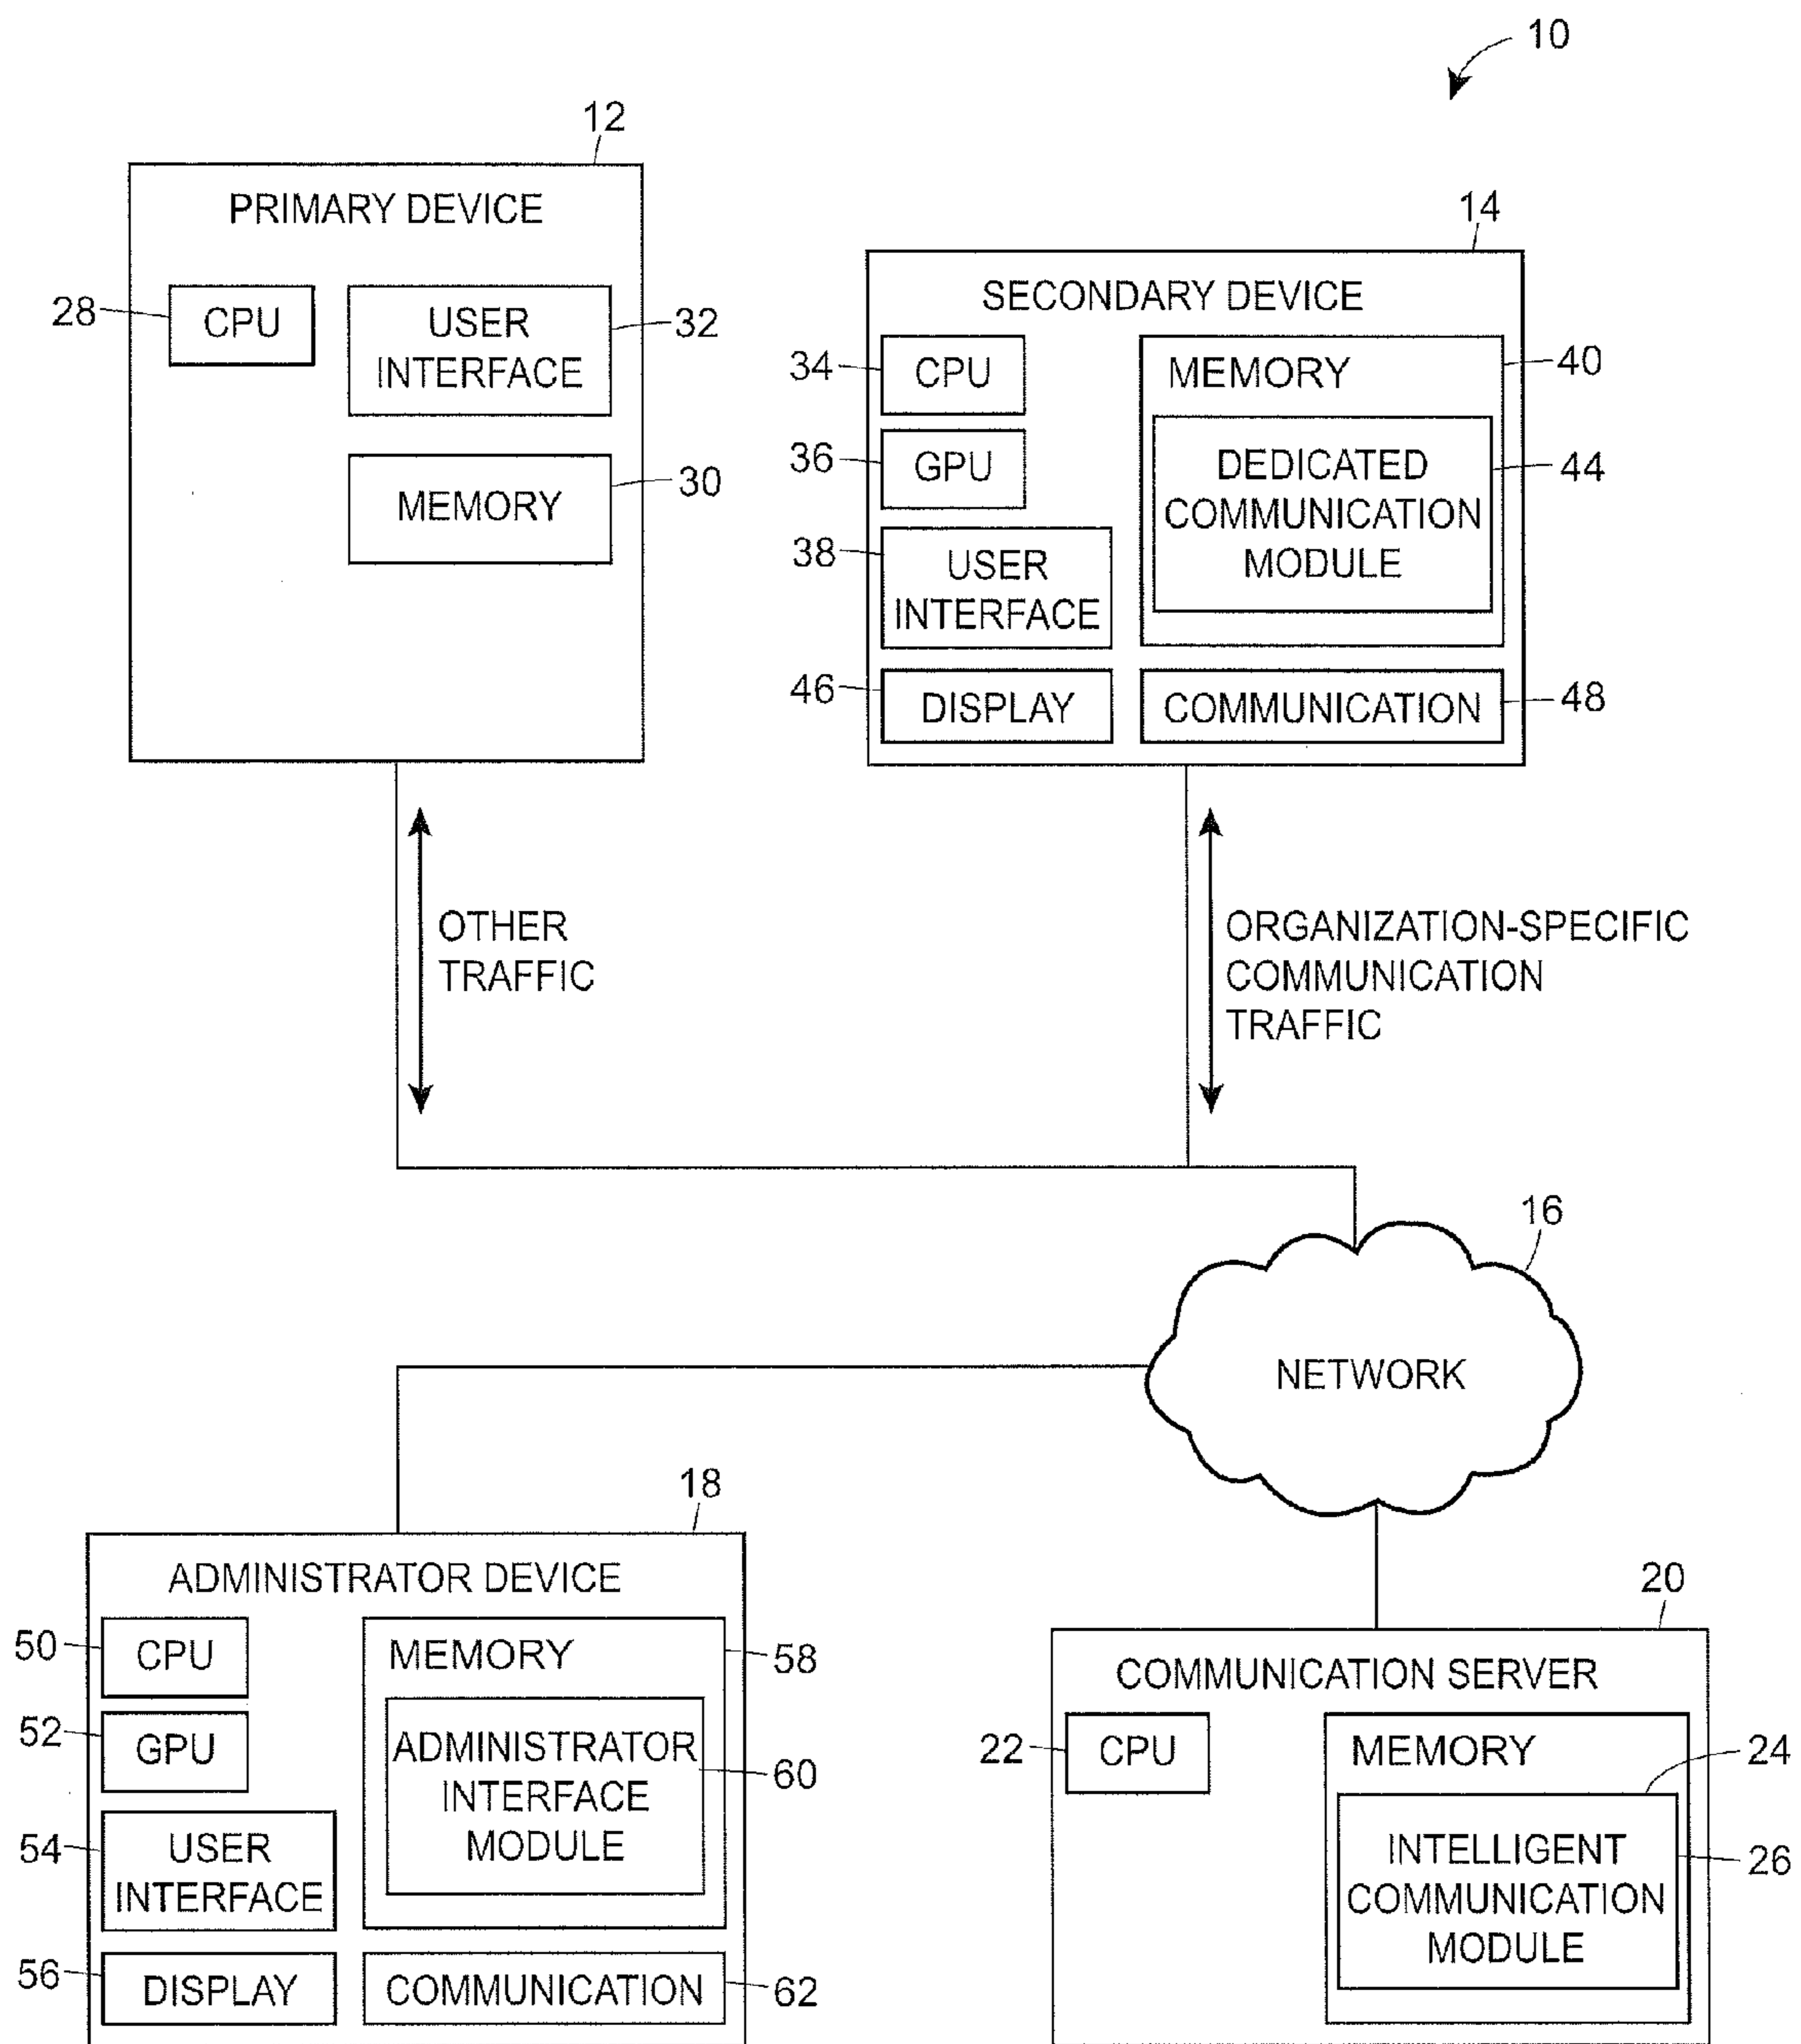 10
12
PRIMARY DEVICE
28
CPU
USER
INTERFACE
32
MEMORY
30
14
SECONDARY DEVICE
34
CPU
36
GPU
38
USER
INTERFACE
46
DISPLAY
MEMORY
40
DEDICATED
COMMUNICATION
MODULE
44
COMMUNICATION
48
OTHER
TRAFFIC
ORGANIZATION-SPECIFIC
COMMUNICATION
TRAFFIC
16
NETWORK
18
ADMINISTRATOR DEVICE
50
CPU
52
GPU
54
USER
INTERFACE
56
DISPLAY
MEMORY
58
ADMINISTRATOR
INTERFACE
MODULE
60
COMMUNICATION
62
20
COMMUNICATION SERVER
22
CPU
MEMORY
24
INTELLIGENT
COMMUNICATION
MODULE
26